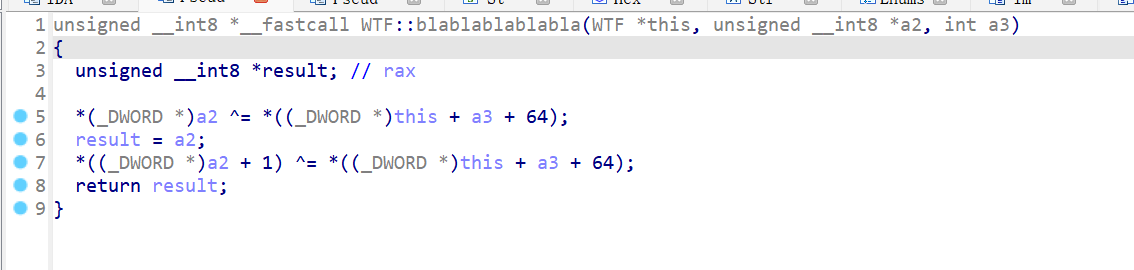 1 unsigned __int8 *__fastcall WTF::blablablablabla(WTF *this, unsigned __int8 *a2, int a3)
2 {
3   unsigned __int8 *result; // rax
4
5   *(_DWORD *)a2 ^= *((_DWORD *)this + a3 + 64);
6   result = a2;
7   *((_DWORD *)a2 + 1) ^= *((_DWORD *)this + a3 + 64);
8   return result;
9 }